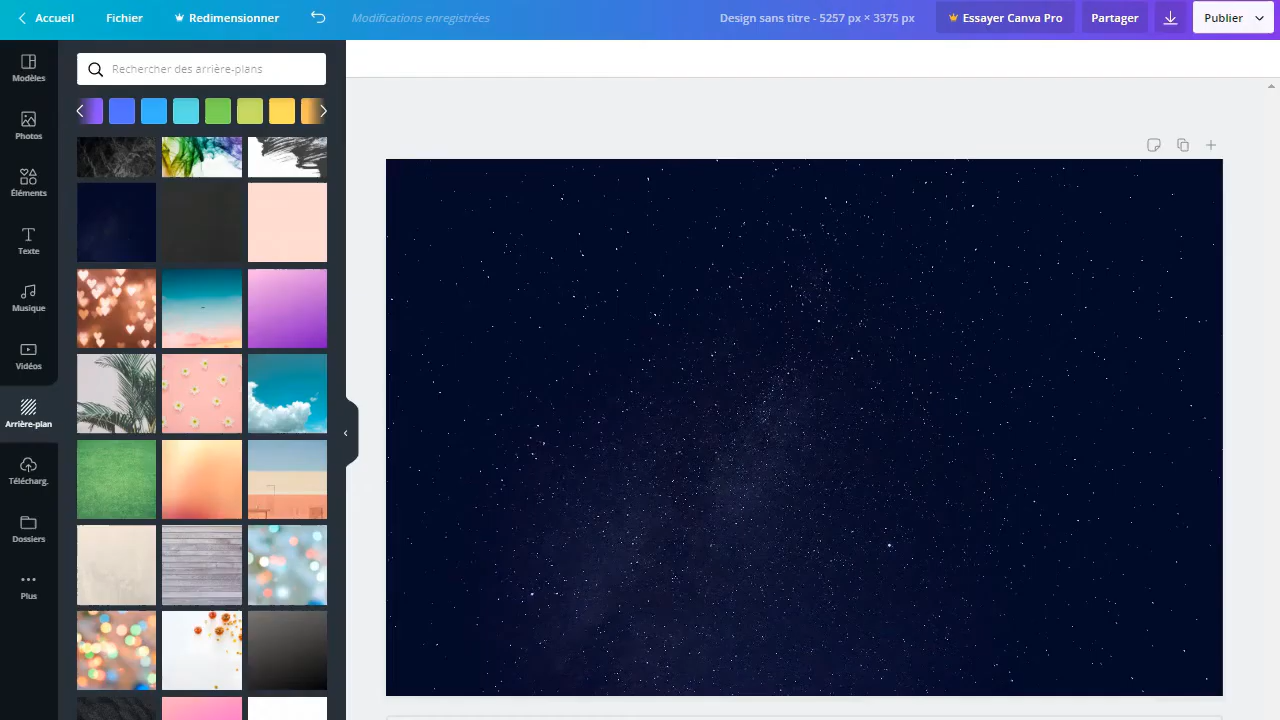 Accueil
Fichier
Redimensionner
Modifications enregistrées
Design sans titre - 5257 px × 3375 px
Essayer Canva Pro
Partager
Publier
Modèles
Photos
Éléments
Texte
Musique
Vidéos
Arrière-plan
Télécharg.
Dossiers
Plus
Rechercher des arrière-plans